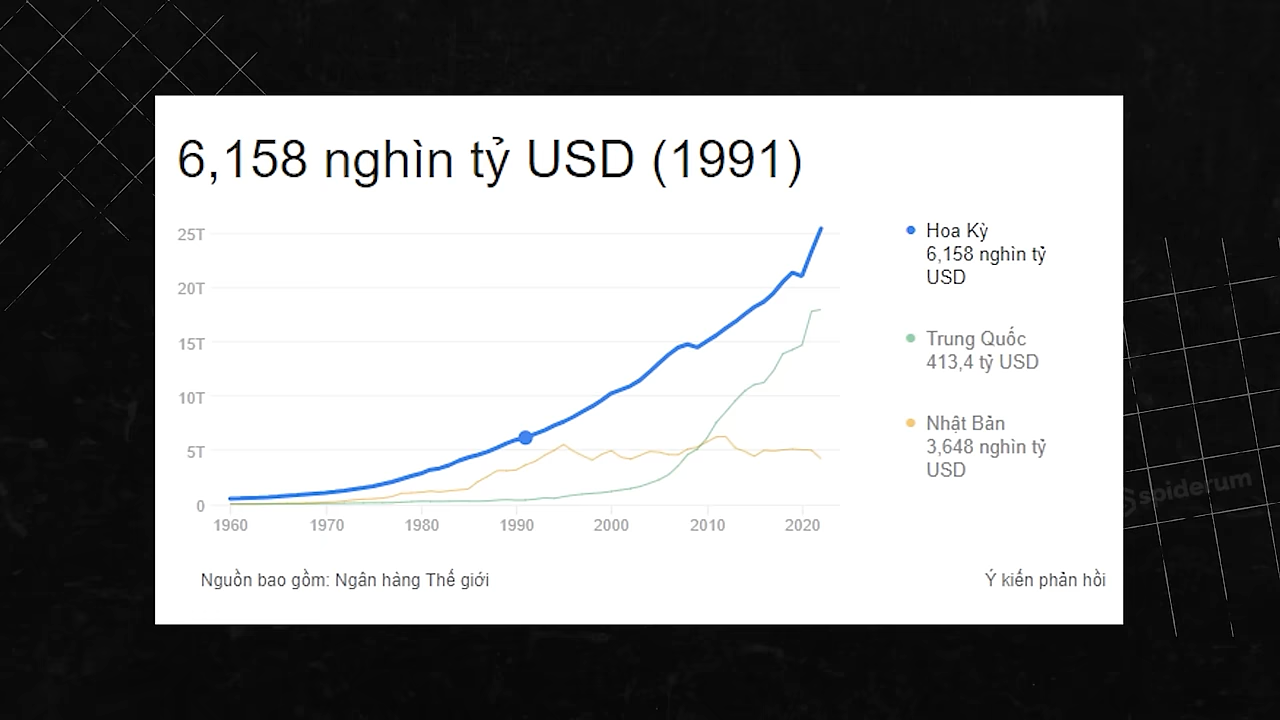 6,158 nghìn tỷ USD (1991)
25T
20T
15T
10T
5T
0
1960 1970 1980 1990 2000 2010 2020
Hoa Kỳ
6,158 nghìn tỷ
USD
Trung Quốc
413,4 tỷ USD
Nhật Bản
3,648 nghìn tỷ
USD
spiderum
Nguồn bao gồm: Ngân hàng Thế giới
Ý kiến phản hồi